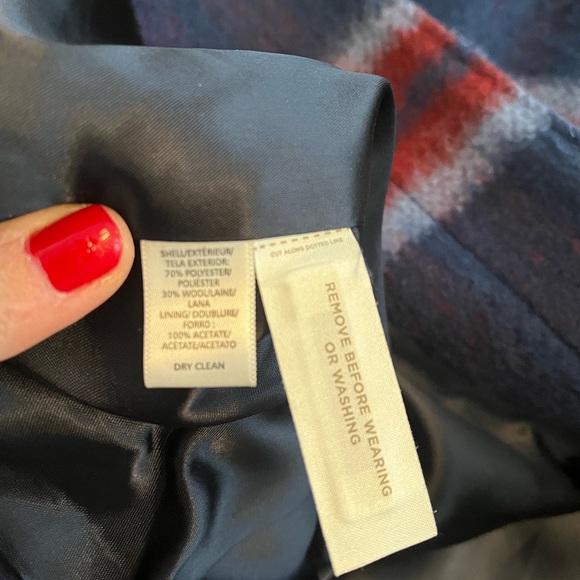 SHELL/EXTÉRIEUR/
TELA EXTERIOR:
70% POLYESTER/
POLIÉSTER
30% WOOL/LAINE/
LANA
LINING/ DOUBLURE/
FORRO :
100% ACETATE/
ACÉTATE/ACETATO
DRY CLEAN
CUT ALONG DOTTED LINE
REMOVE BEFORE WEARING
OR WASHING